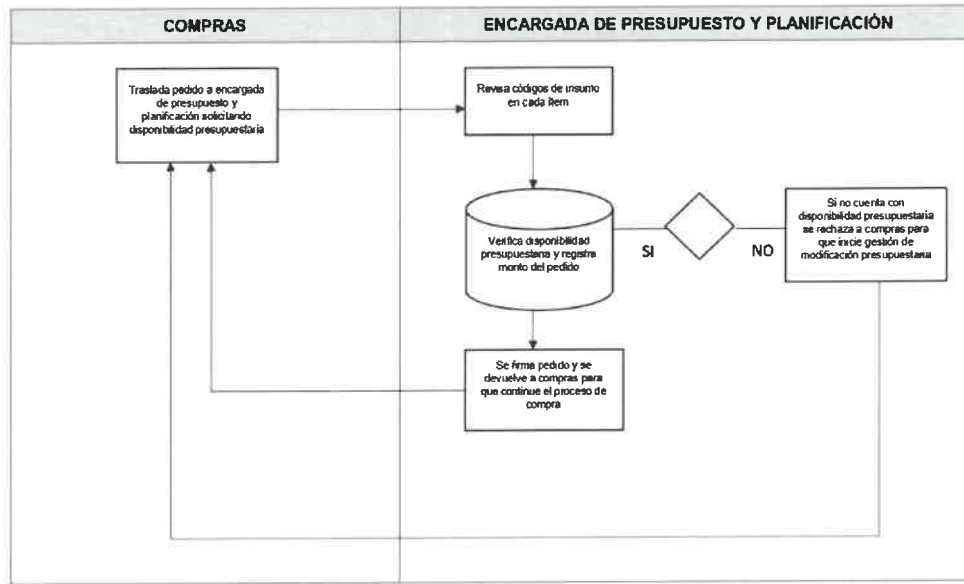 COMPRAS
ENCARGADA DE PRESUPUESTO Y PLANIFICACIÓN
Traslada pedido a encargada
de presupuesto y
planificación solicitando
disponibilidad presupuestaria
Revisa códigos de insumo
en cada ítem
Verifica disponibilidad
presupuestaria y registra
monto del pedido
SI
NO
Si no cuenta con
disponibilidad presupuestaria
se rechaza a compras para
que inicie gestión de
modificación presupuestaria
Se firma pedido y se
devuelve a compras para
que continue el proceso de
compra